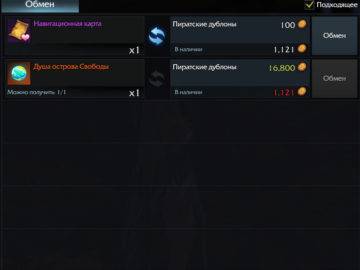 Обмен
Подходящее
Навигационная карта
x1
Пиратские дублоны 100
В наличии 1,121
Обмен
Душа острова Свободы
Можно получить 1/1 x1
Пиратские дублоны 16,800
В наличии 1,121
Обмен